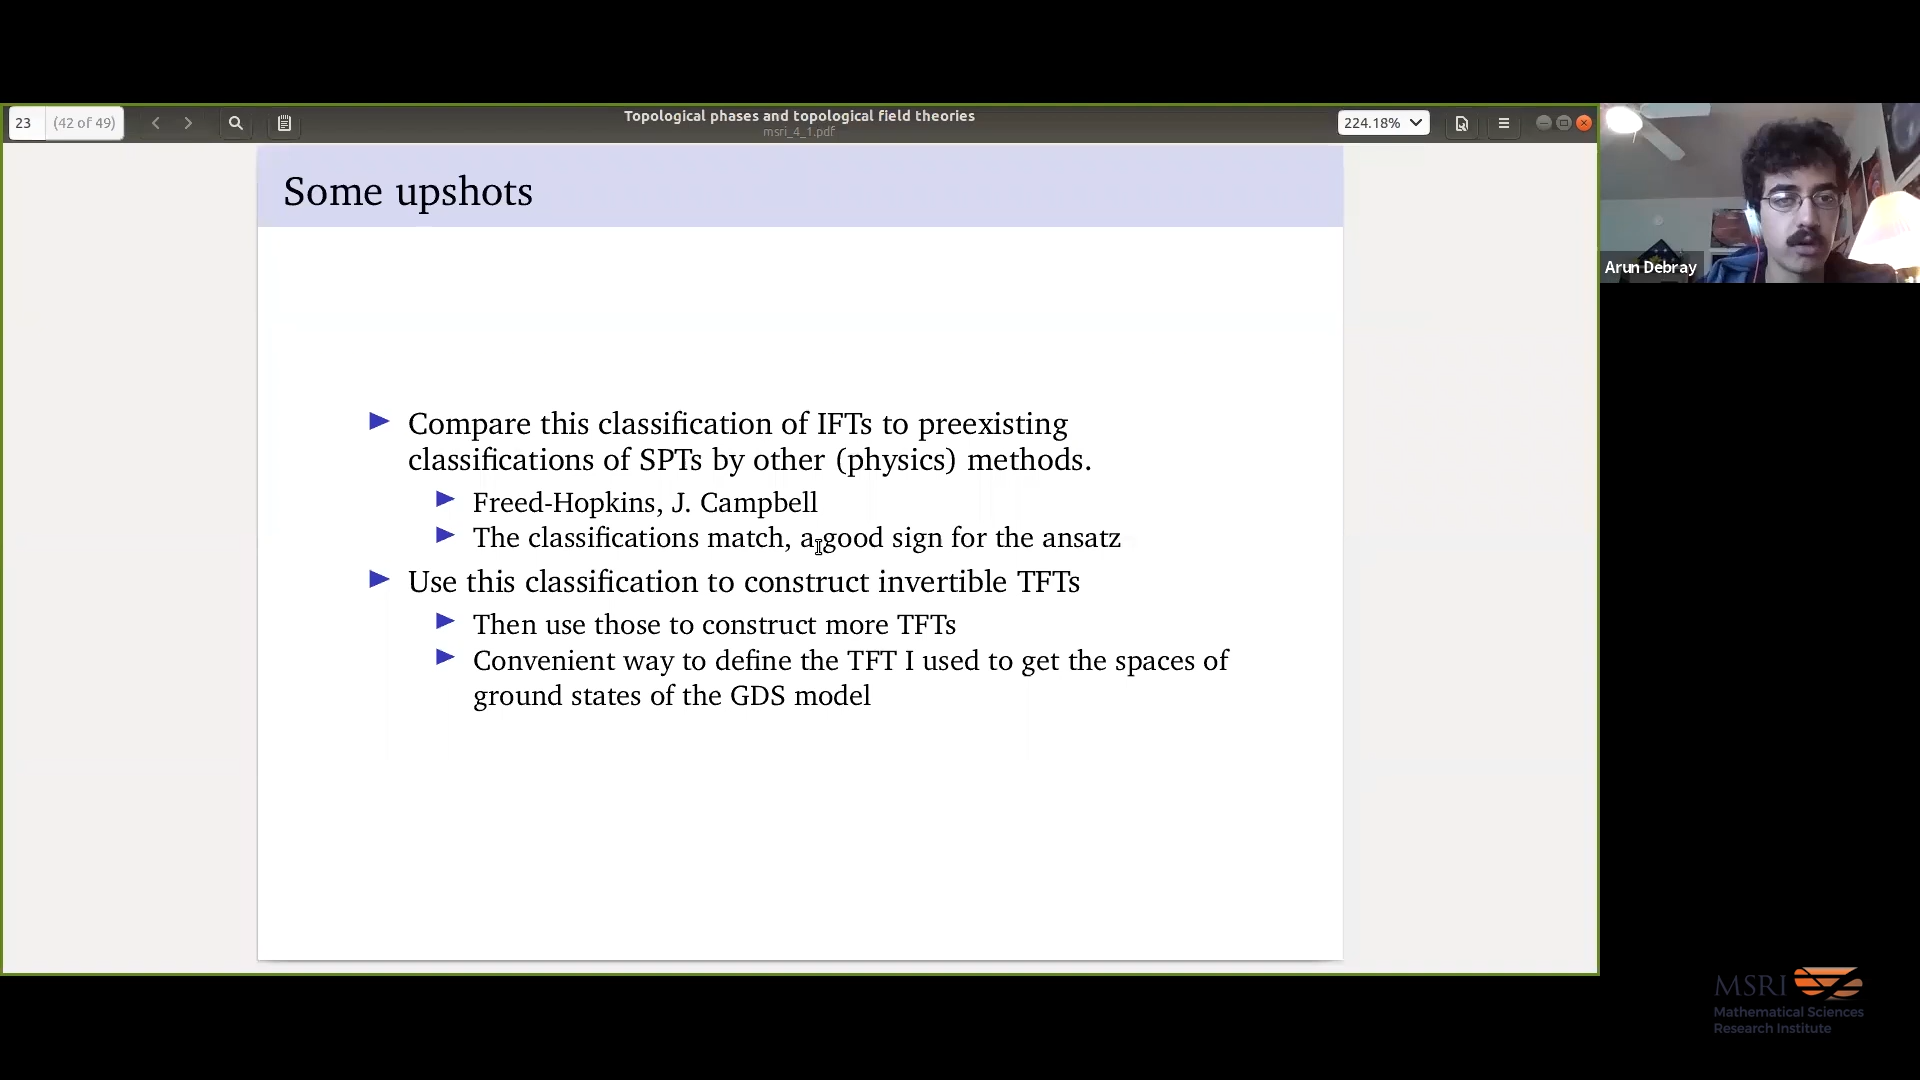 23 (42 of 49)
Topological phases and topological field theories
msri_4_1.pdf
224.18%
Some upshots
Compare this classification of IFTs to preexisting
classifications of SPTs by other (physics) methods.
Freed-Hopkins, J. Campbell
The classifications match, a good sign for the ansatz
Use this classification to construct invertible TFTs
Then use those to construct more TFTs
Convenient way to define the TFT I used to get the spaces of
ground states of the GDS model
Arun Debray
MSRI
Mathematical Sciences
Research Institute